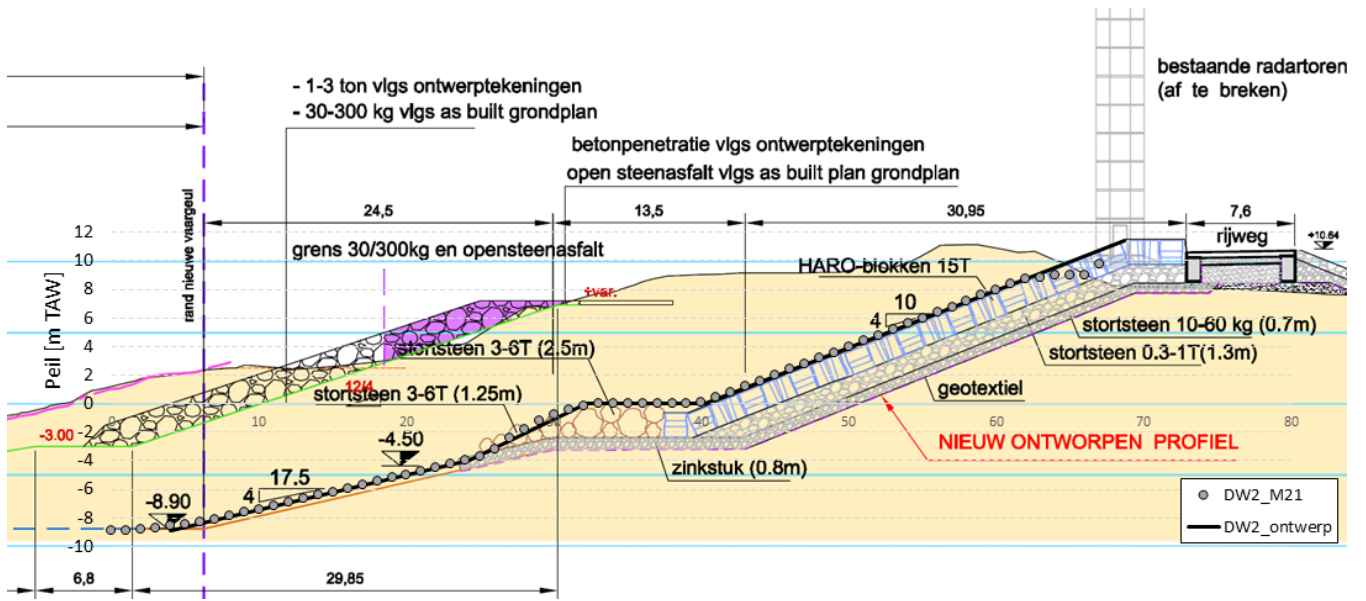 bestaande radartoren
(af te breken)
- 1-3 ton vlgs ontwerptekeningen
- 30-300 kg vlgs as built grondplan
betonpenetratie vlgs ontwerptekeningen
open steenasfalt vlgs as built plan grondplan
rand nieuwe vaargeul
24,5
13,5
30,95
7,6
rijweg
+10.64
grens 30/300kg en opensteenasfalt
HARO-blokken 15T
+var.
10
4
stortsteen 3-6T (2.5m)
stortsteen 10-60 kg (0.7m)
stortsteen 0.3-1T(1.3m)
12/4
stortsteen 3-6T (1.25m)
geotextiel
-3.00
-4.50
NIEUW ONTWORPEN PROFIEL
zinkstuk (0.8m)
17.5
4
-8.90
Peil [m TAW]
12
10
8
6
4
2
0
-2
-4
-6
-8
-10
10
20
30
40
50
60
70
80
DW2_M21
DW2_ontwerp
6,8
29,85